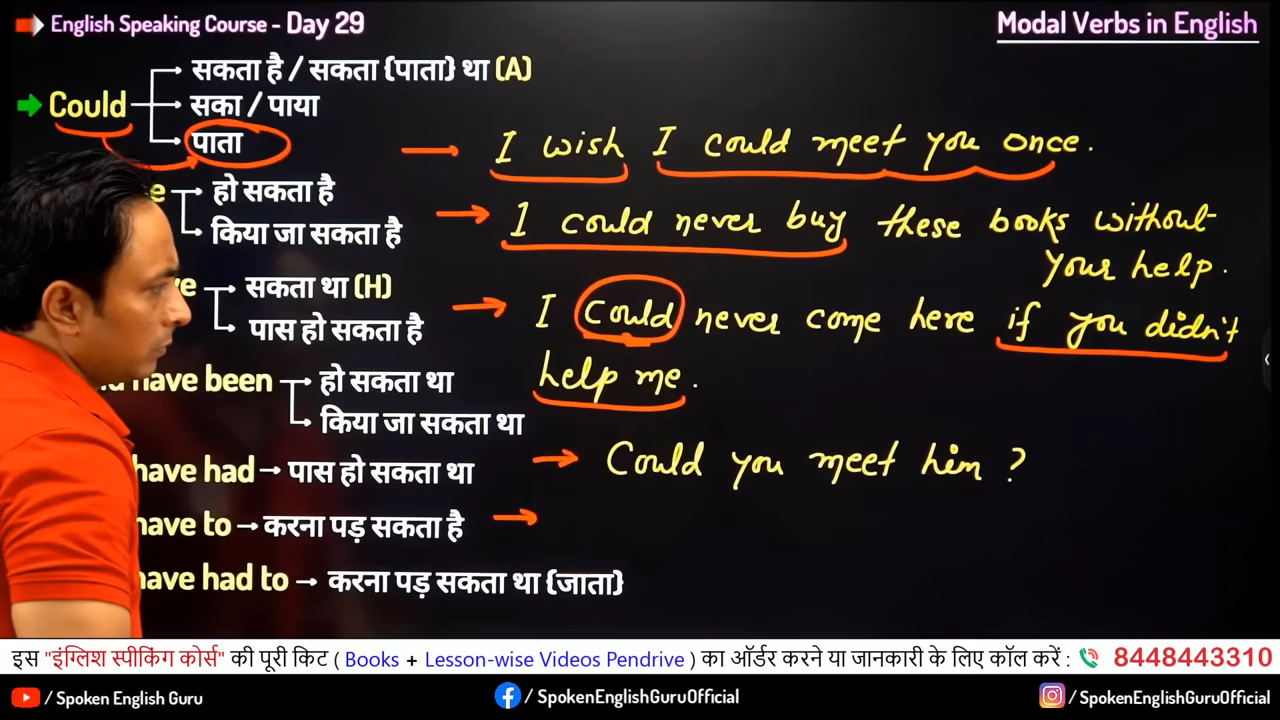 English Speaking Course - Day 29
Modal Verbs in English
Could
सकता है / सकता {पाता} था (A)
सका / पाया
पाता
I wish I could meet you once.
हो सकता है
किया जा सकता है
I could never buy these books without
your help.
सकता था (H)
पास हो सकता है
I could never come here if you didn't
help me.
have been
हो सकता था
किया जा सकता था
Could you meet him ?
have had → पास हो सकता था
have to → करना पड़ सकता है
have had to → करना पड़ सकता था {जाता}
इस "इंग्लिश स्पीकिंग कोर्स" की पूरी किट ( Books + Lesson-wise Videos Pendrive ) का ऑर्डर करने या जानकारी के लिए कॉल करें : 8448443310
/ Spoken English Guru
/ SpokenEnglishGuruOfficial
/ SpokenEnglishGuruOfficial